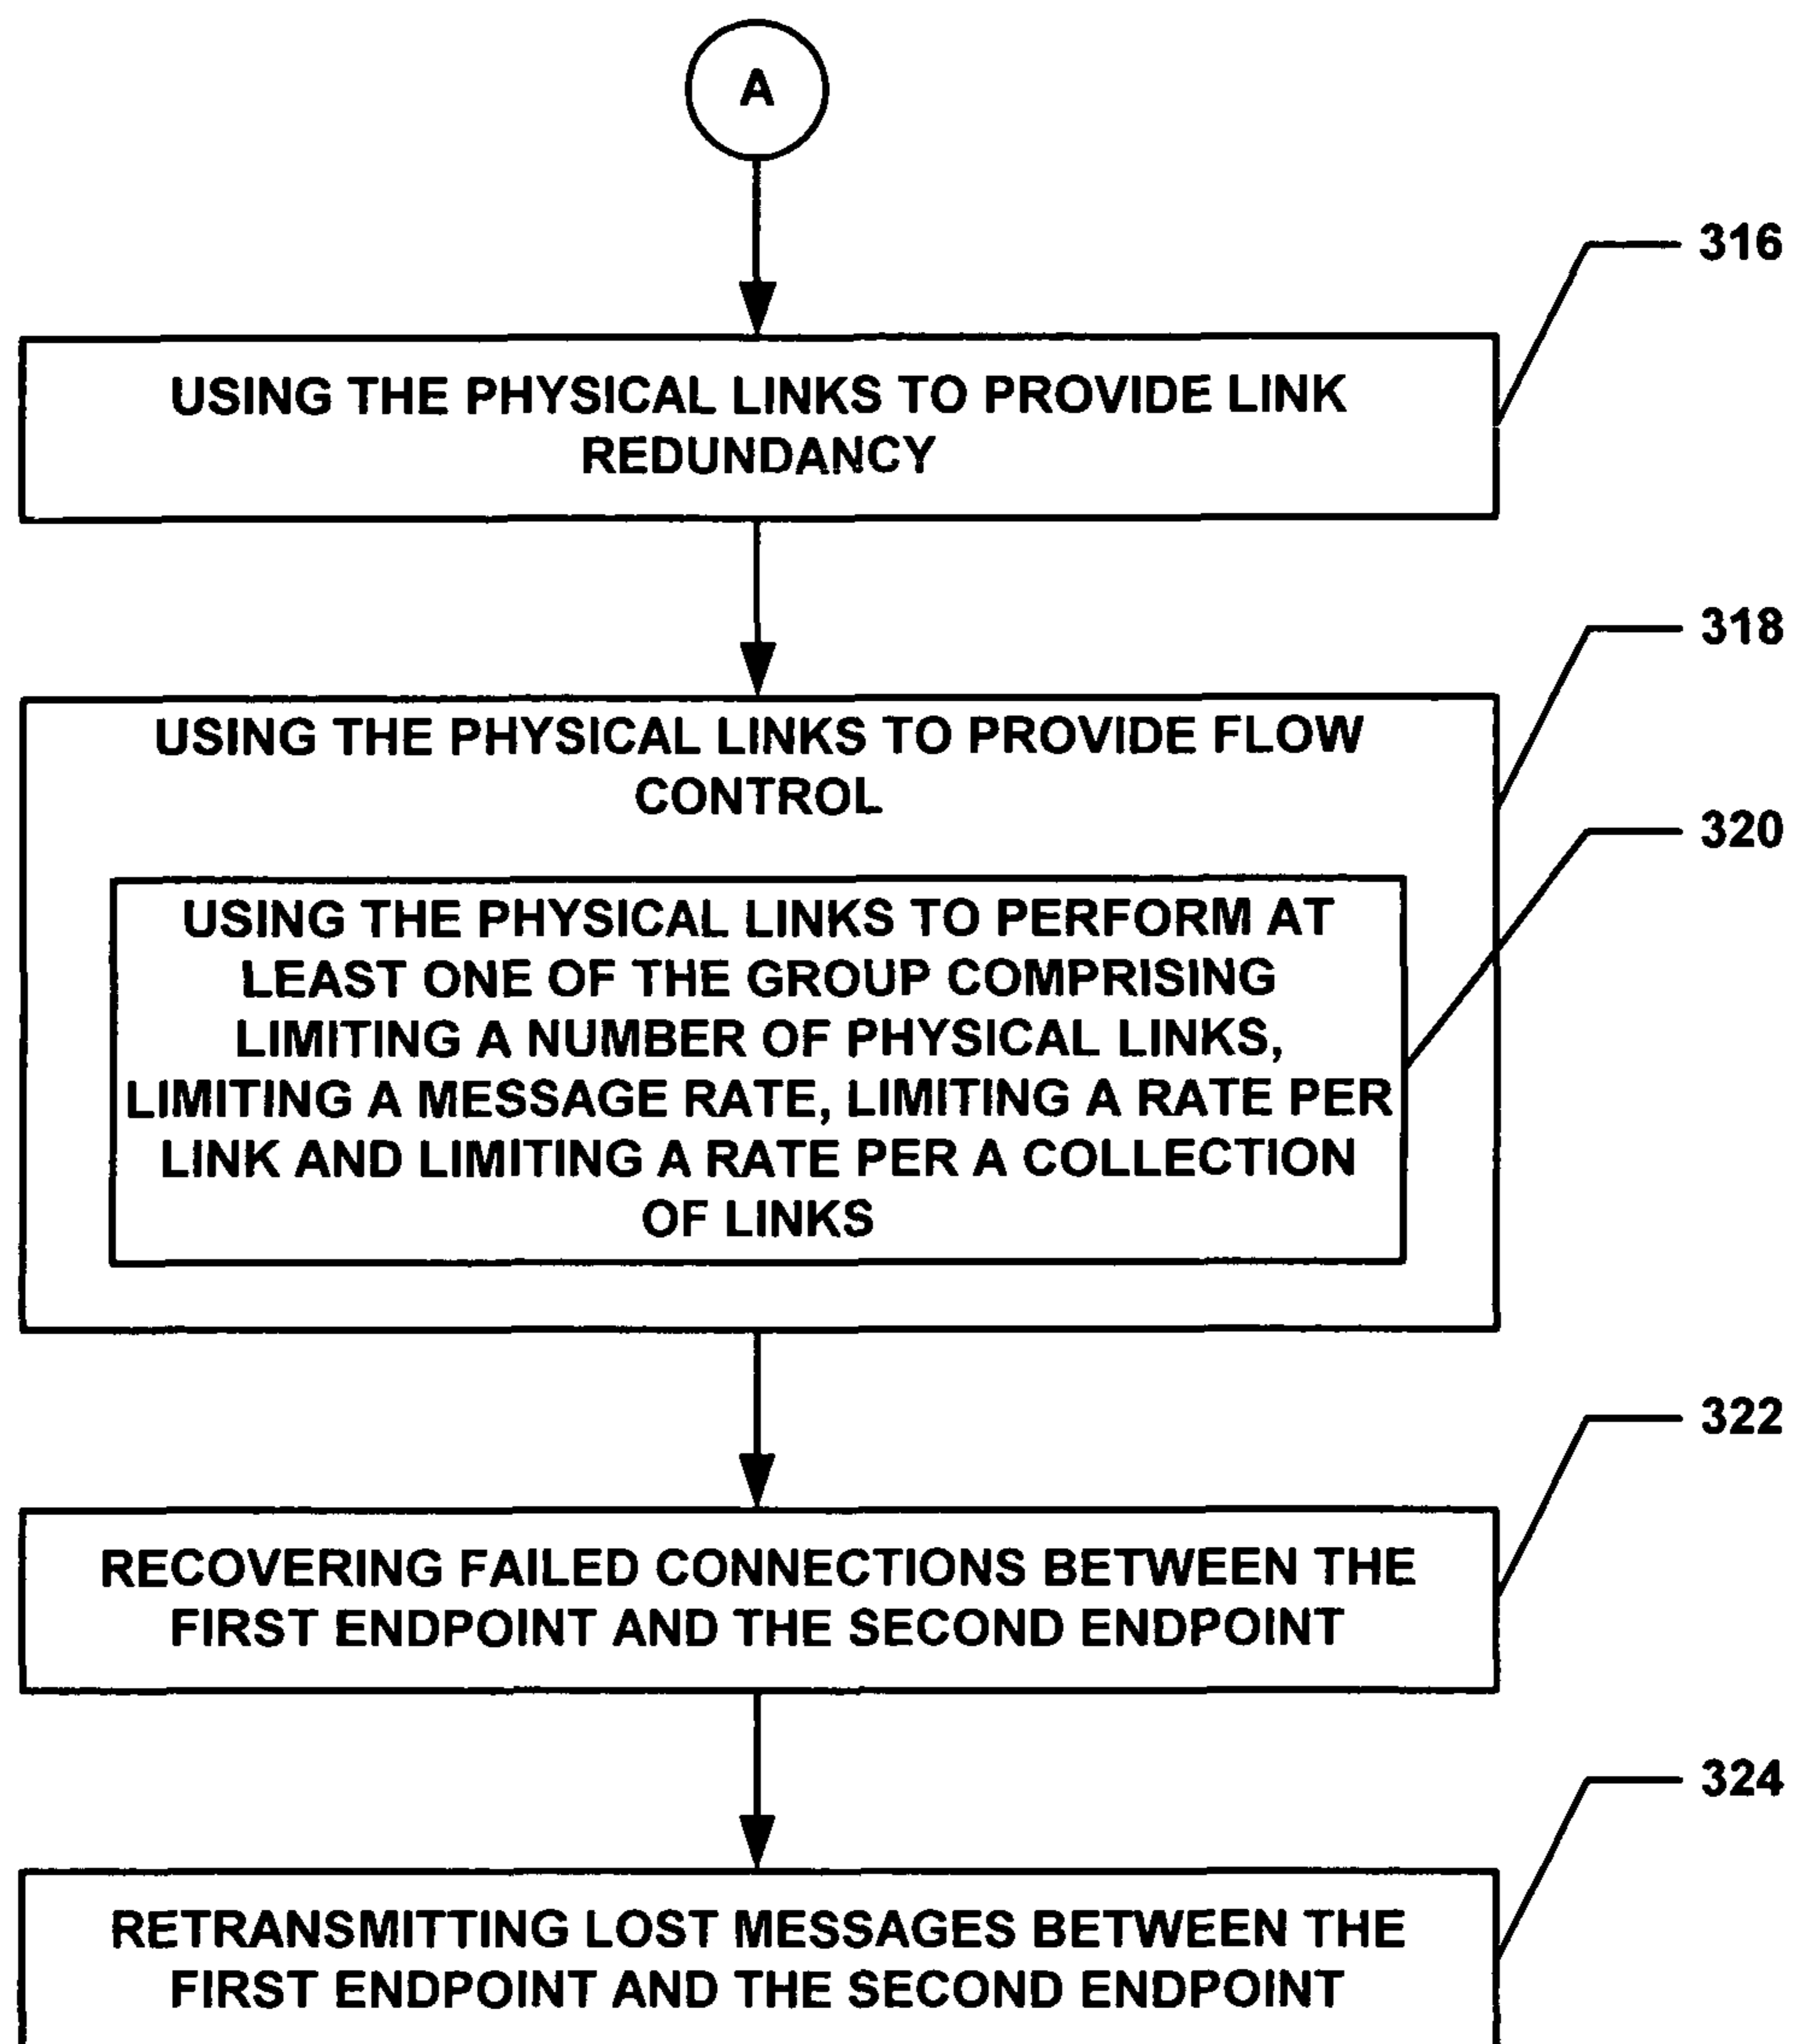 A
316
USING THE PHYSICAL LINKS TO PROVIDE LINK
REDUNDANCY
318
USING THE PHYSICAL LINKS TO PROVIDE FLOW
CONTROL
320
USING THE PHYSICAL LINKS TO PERFORM AT
LEAST ONE OF THE GROUP COMPRISING
LIMITING A NUMBER OF PHYSICAL LINKS,
LIMITING A MESSAGE RATE, LIMITING A RATE PER
LINK AND LIMITING A RATE PER A COLLECTION
OF LINKS
322
RECOVERING FAILED CONNECTIONS BETWEEN THE
FIRST ENDPOINT AND THE SECOND ENDPOINT
324
RETRANSMITTING LOST MESSAGES BETWEEN THE
FIRST ENDPOINT AND THE SECOND ENDPOINT